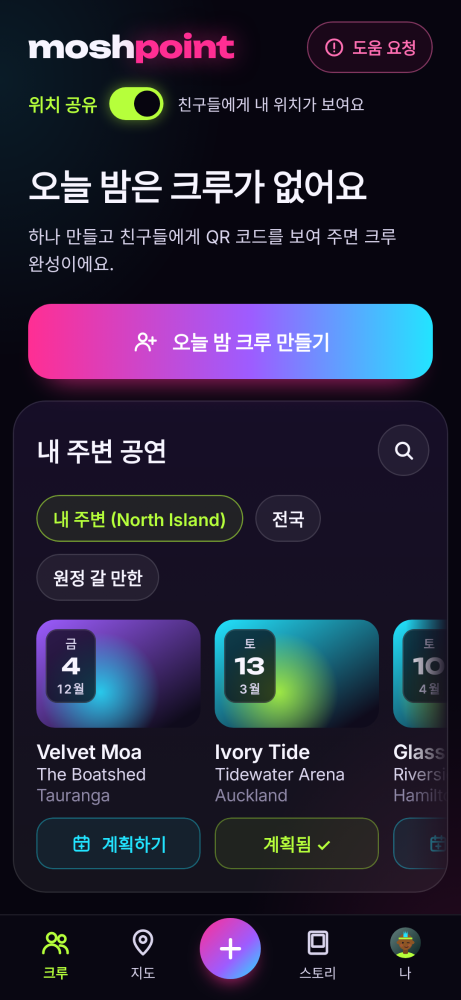 moshpoint
도움 요청
위치 공유
친구들에게 내 위치가 보여요
오늘 밤은 크루가 없어요
하나 만들고 친구들에게 QR 코드를 보여 주면 크루
완성이에요.
오늘 밤 크루 만들기
내 주변 공연
내 주변 (North Island)
전국
원정 갈 만한
금
4
12월
토
13
3월
토
10
4월
Velvet Moa
The Boatshed
Tauranga
Ivory Tide
Tidewater Arena
Auckland
Glass
계획하기
계획됨
크루
지도
스토리
나